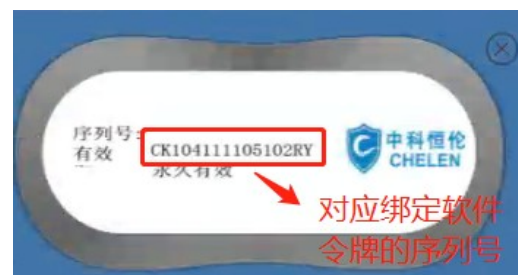 序列号:
CK104111105102RY
有效
永久有效
中科恒伦
CHELEN
对应绑定软件
令牌的序列号